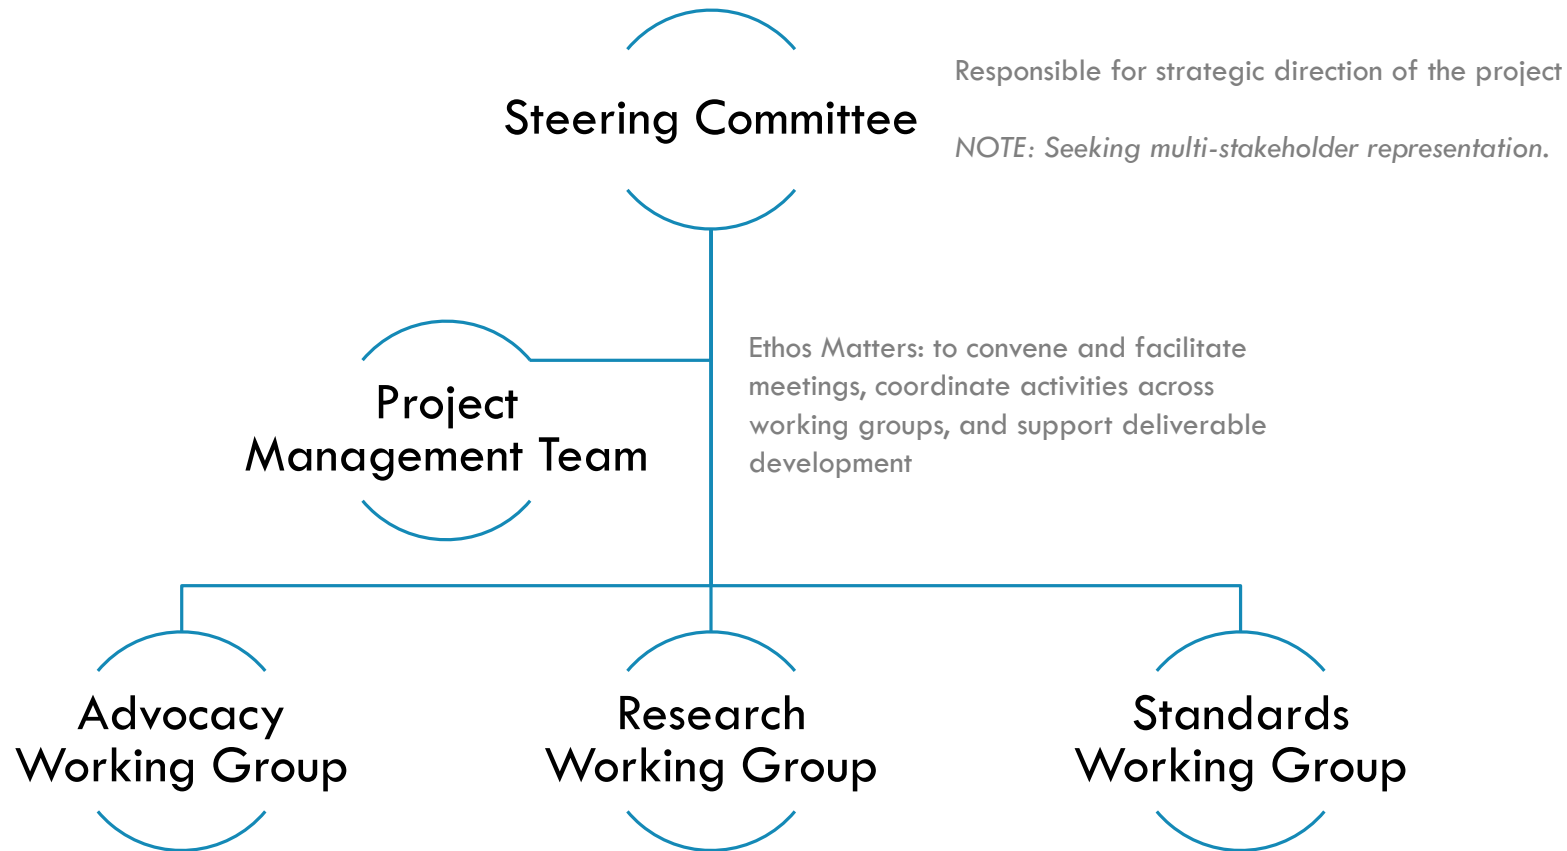 Steering Committee
Responsible for strategic direction of the project
NOTE: Seeking multi-stakeholder representation.
Project
Management Team
Ethos Matters: to convene and facilitate
meetings, coordinate activities across
working groups, and support deliverable
development
Advocacy
Working Group
Research
Working Group
Standards
Working Group